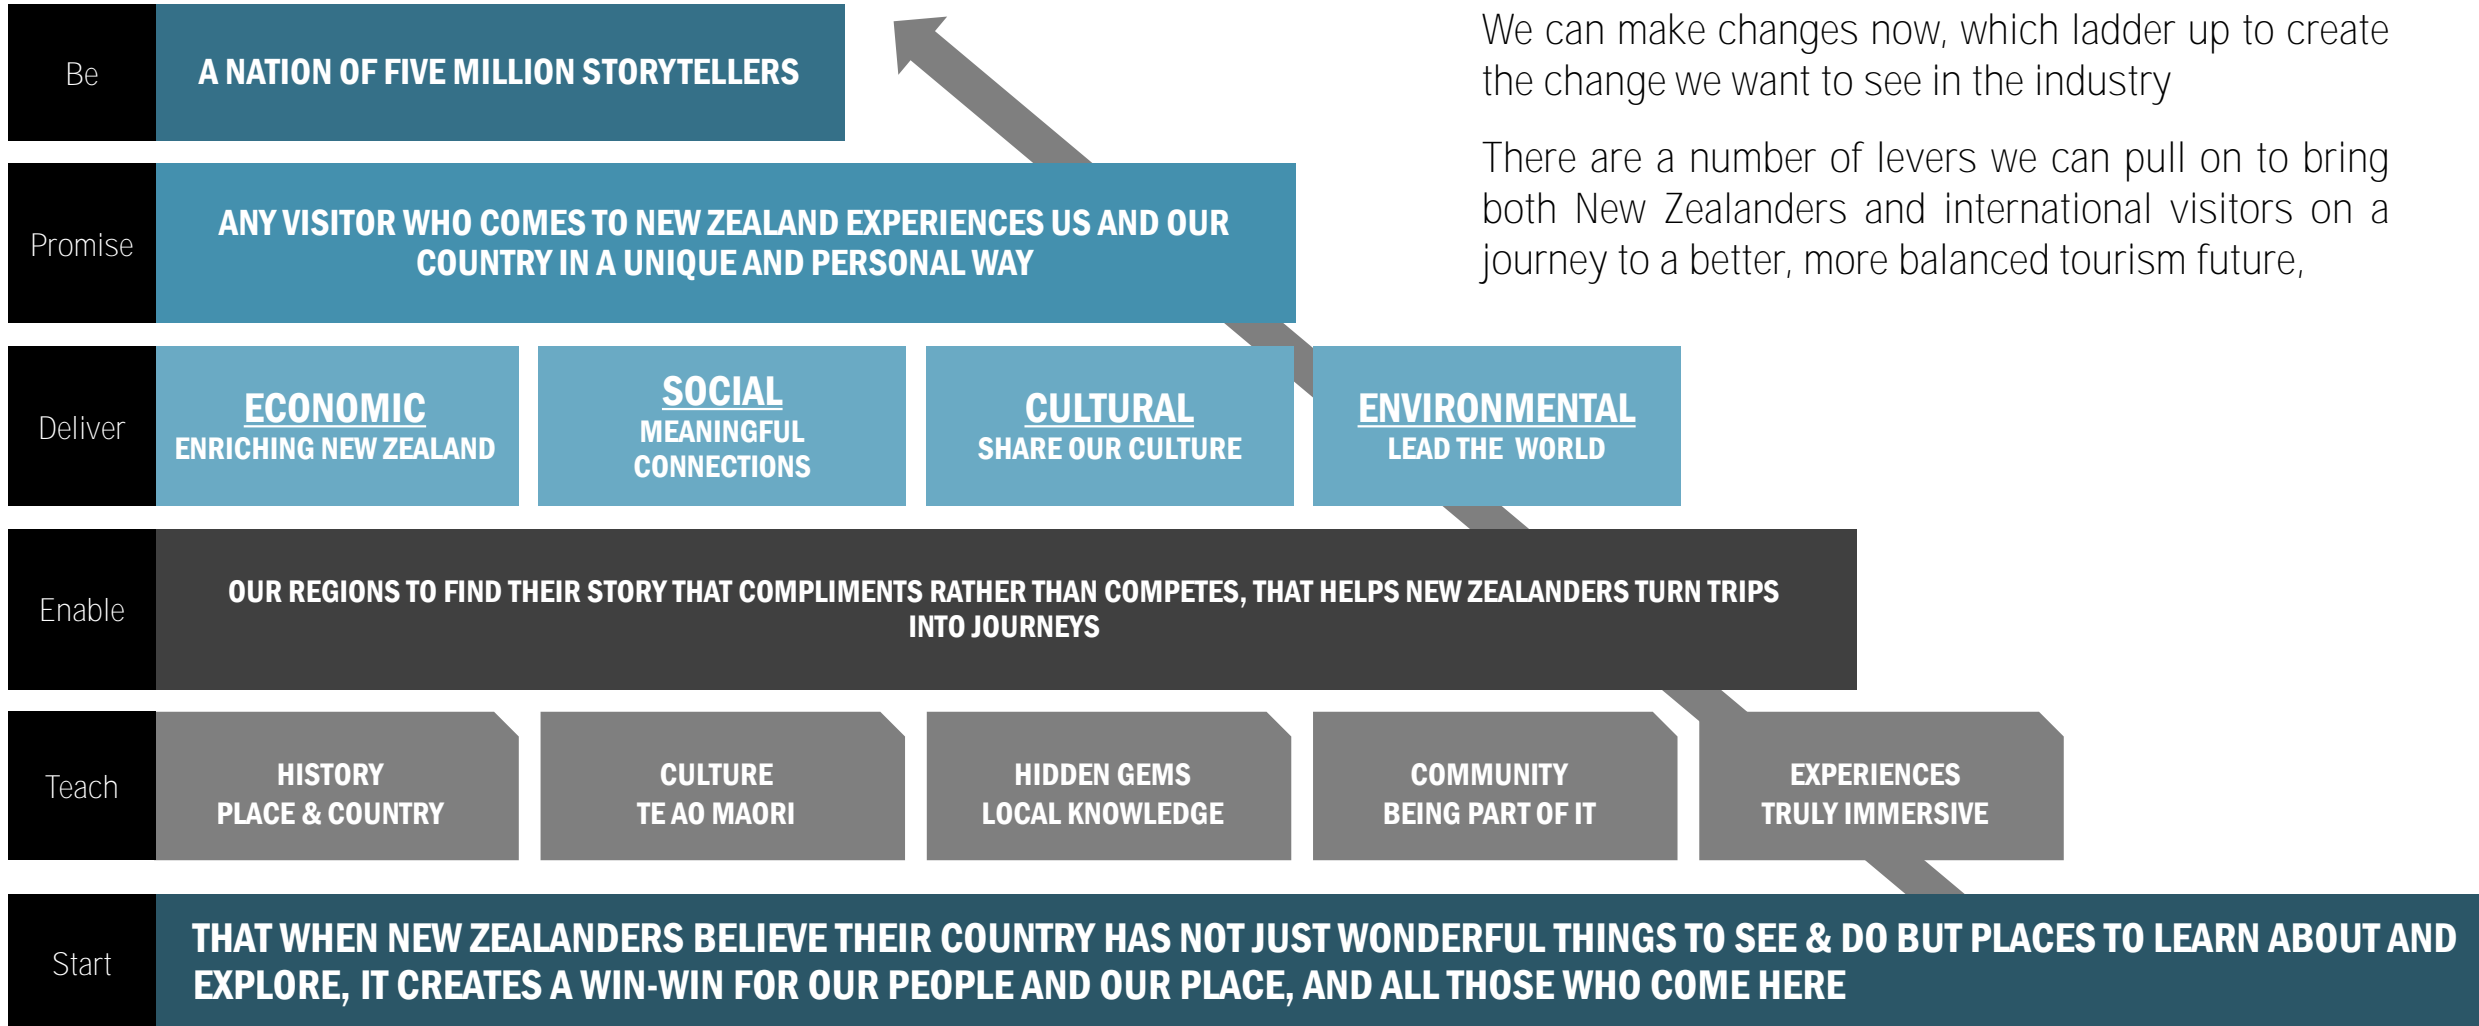 We can make changes now, which ladder up to create
the change we want to see in the industry
There are a number of levers we can pull on to bring
both New Zealanders and international visitors on a
journey to a better, more balanced tourism future,
Be
A NATION OF FIVE MILLION STORYTELLERS
Promise
ANY VISITOR WHO COMES TO NEW ZEALAND EXPERIENCES US AND OUR
COUNTRY IN A UNIQUE AND PERSONAL WAY
Deliver
ECONOMIC
ENRICHING NEW ZEALAND
SOCIAL
MEANINGFUL
CONNECTIONS
CULTURAL
SHARE OUR CULTURE
ENVIRONMENTAL
LEAD THE WORLD
Enable
OUR REGIONS TO FIND THEIR STORY THAT COMPLIMENTS RATHER THAN COMPETES, THAT HELPS NEW ZEALANDERS TURN TRIPS
INTO JOURNEYS
Teach
HISTORY
PLACE & COUNTRY
CULTURE
TE AO MAORI
HIDDEN GEMS
LOCAL KNOWLEDGE
COMMUNITY
BEING PART OF IT
EXPERIENCES
TRULY IMMERSIVE
Start
THAT WHEN NEW ZEALANDERS BELIEVE THEIR COUNTRY HAS NOT JUST WONDERFUL THINGS TO SEE & DO BUT PLACES TO LEARN ABOUT AND
EXPLORE, IT CREATES A WIN-WIN FOR OUR PEOPLE AND OUR PLACE, AND ALL THOSE WHO COME HERE